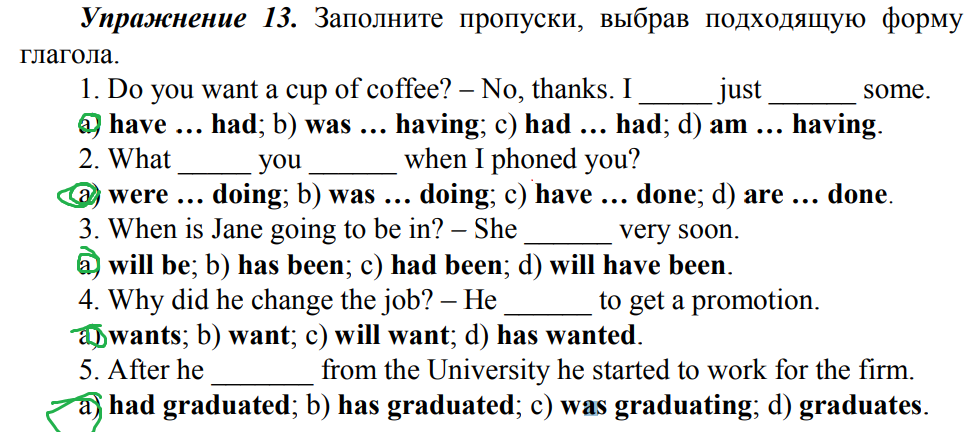 Упражнение 13. Заполните пропуски, выбрав подходящую форму
глагола.
1. Do you want a cup of coffee? – No, thanks. I _____ just ______ some.
a) have … had; b) was … having; c) had … had; d) am … having.
2. What _____ you ______ when I phoned you?
a) were … doing; b) was … doing; c) have … done; d) are … done.
3. When is Jane going to be in? – She ______ very soon.
a) will be; b) has been; c) had been; d) will have been.
4. Why did he change the job? – He ______ to get a promotion.
a) wants; b) want; c) will want; d) has wanted.
5. After he _______ from the University he started to work for the firm.
a) had graduated; b) has graduated; c) was graduating; d) graduates.